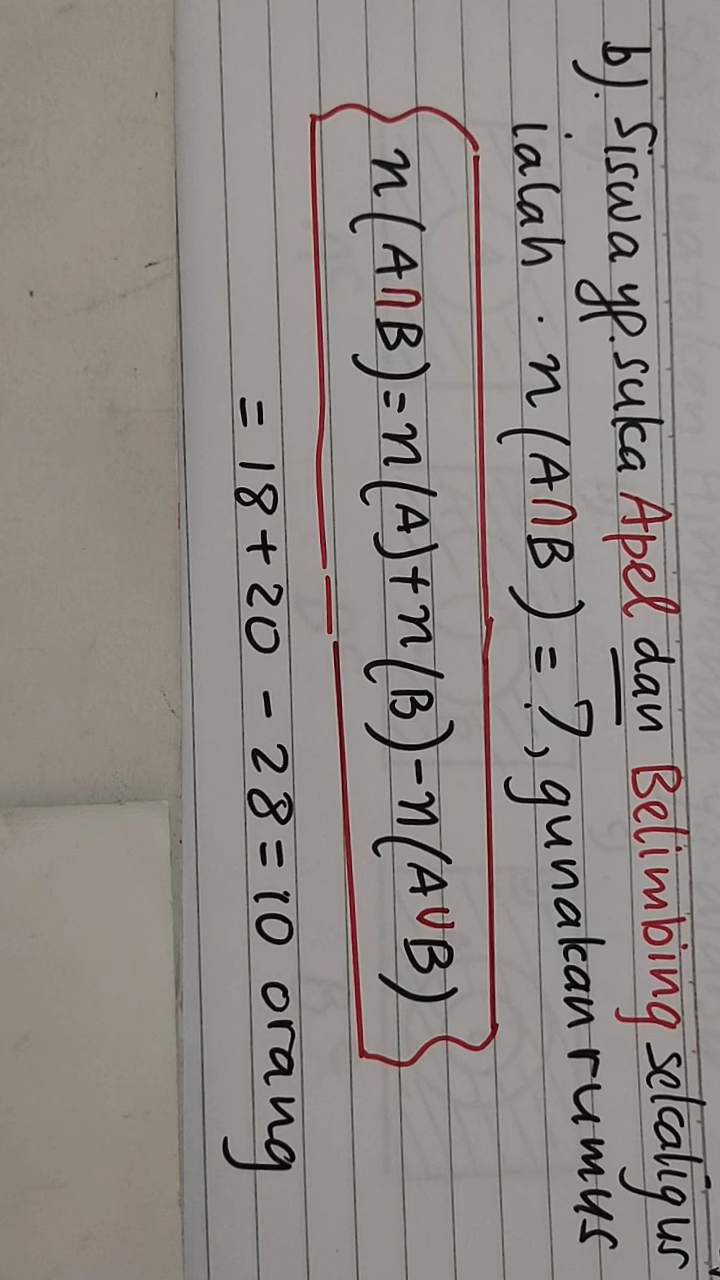 b). Siswa yg. suka Apel dan Belimbing sekaligus
ialah . n(A∩B) = ?, gunakan rumus
n(A∩B) = n(A) + n(B) - n(A∪B)
= 18 + 20 - 28 = 10 orang